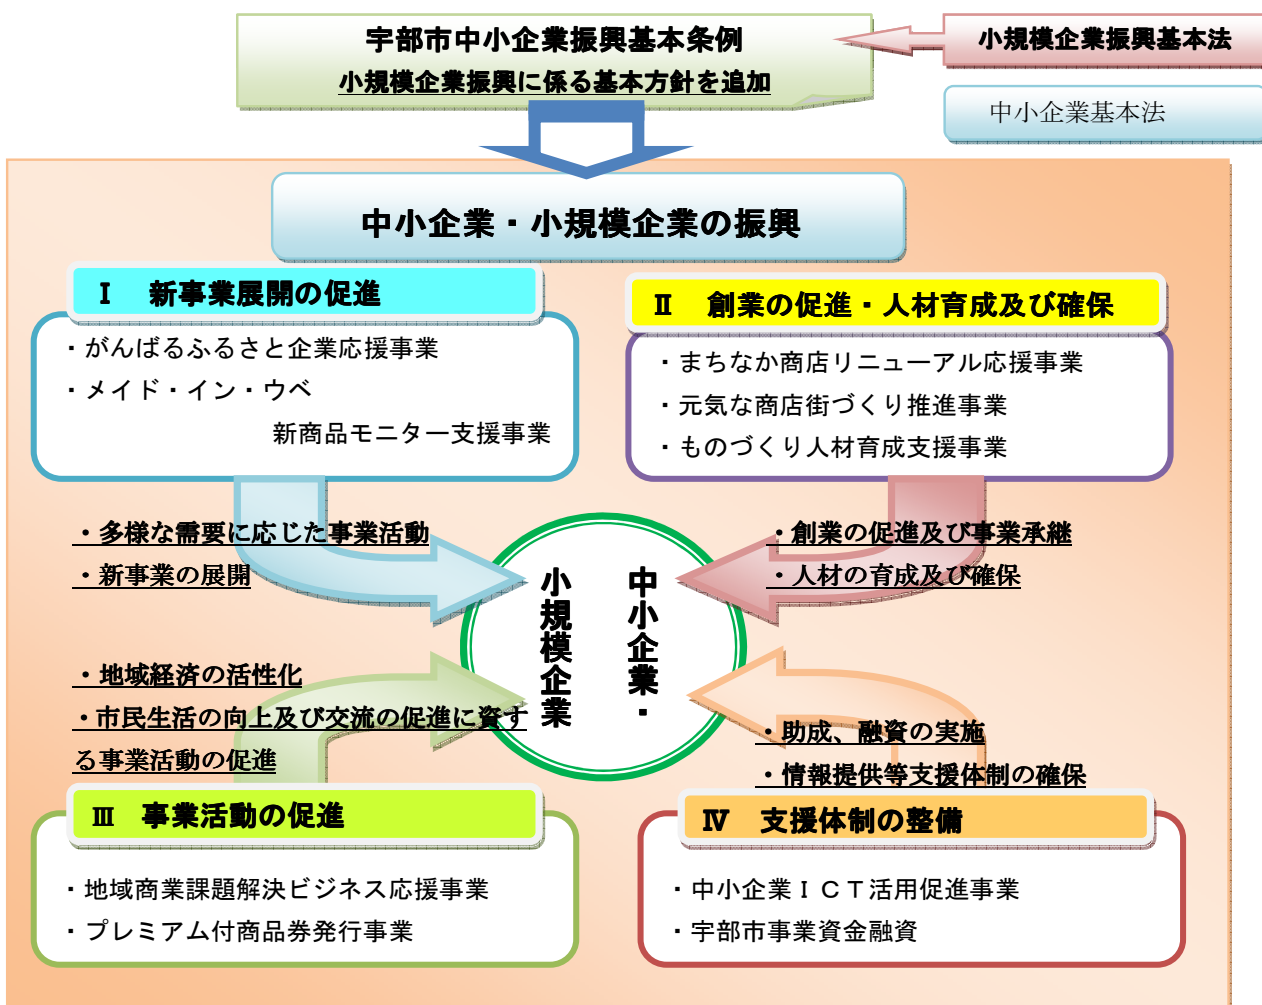 宇部市中小企業振興基本条例
小規模企業振興に係る基本方針を追加
小規模企業振興基本法
中小企業基本法
中小企業・小規模企業の振興
Ⅰ　新事業展開の促進
・がんばるふるさと企業応援事業
・メイド・イン・ウベ
新商品モニター支援事業
Ⅱ　創業の促進・人材育成及び確保
・まちなか商店リニューアル応援事業
・元気な商店街づくり推進事業
・ものづくり人材育成支援事業
・多様な需要に応じた事業活動
・新事業の展開
・創業の促進及び事業承継
・人材の育成及び確保
中小企業・
小規模企業
・地域経済の活性化
・市民生活の向上及び交流の促進に資す
る事業活動の促進
・助成、融資の実施
・情報提供等支援体制の確保
Ⅲ　事業活動の促進
・地域商業課題解決ビジネス応援事業
・プレミアム付商品券発行事業
Ⅳ　支援体制の整備
・中小企業ＩＣＴ活用促進事業
・宇部市事業資金融資